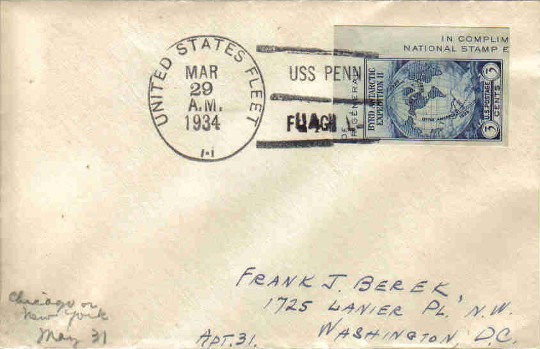 IN COMPLIM
NATIONAL STAMP E
UNITED STATES FLEET
MAR
29
A.M.
1934
USS PENN
BYRD ANTARCTIC
EXPEDITION II
U.S. POSTAGE
3
CENTS
3
FRANK J. BEREK,
1725 LANIER PL. N.W.
APT. 31. WASHINGTON, D.C.
Chicago or
New York
May 31